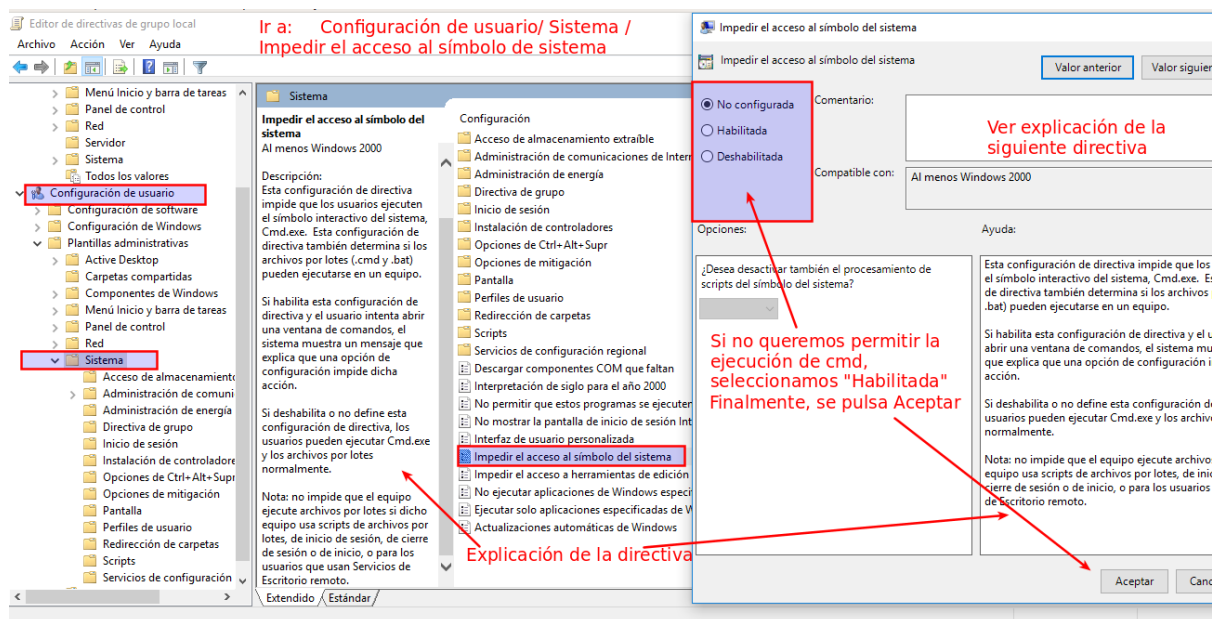 Editor de directivas de grupo local
Archivo Acción Ver Ayuda
Ir a: Configuración de usuario/ Sistema /
Impedir el acceso al símbolo de sistema
Menú Inicio y barra de tareas
Panel de control
Red
Servidor
Sistema
Todos los valores
Configuración de usuario
Configuración de software
Configuración de Windows
Plantillas administrativas
Active Desktop
Carpetas compartidas
Componentes de Windows
Menú Inicio y barra de tareas
Panel de control
Red
Sistema
Acceso de almacenamiento
Administración de comuni
Administración de energía
Directiva de grupo
Inicio de sesión
Instalación de controladore
Opciones de Ctrl+Alt+Supr
Opciones de mitigación
Pantalla
Perfiles de usuario
Redirección de carpetas
Scripts
Servicios de configuración
Sistema
Impedir el acceso al símbolo del
sistema
Al menos Windows 2000
Descripción:
Esta configuración de directiva
impide que los usuarios ejecuten
el símbolo interactivo del sistema,
Cmd.exe. Esta configuración de
directiva también determina si los
archivos por lotes (.cmd y .bat)
pueden ejecutarse en un equipo.
Si habilita esta configuración de
directiva y el usuario intenta abrir
una ventana de comandos, el
sistema muestra un mensaje que
explica que una opción de
configuración impide dicha
acción.
Si deshabilita o no define esta
configuración de directiva, los
usuarios pueden ejecutar Cmd.exe
y los archivos por lotes
normalmente.
Nota: no impide que el equipo
ejecute archivos por lotes si dicho
equipo usa scripts de archivos por
lotes, de inicio de sesión, de cierre
de sesión o de inicio, o para los
usuarios que usan Servicios de
Escritorio remoto.
Extendido Estándar
Configuración
Acceso de almacenamiento extraíble
Administración de comunicaciones de Intern
Administración de energía
Directiva de grupo
Inicio de sesión
Instalación de controladores
Opciones de Ctrl+Alt+Supr
Opciones de mitigación
Pantalla
Perfiles de usuario
Redirección de carpetas
Scripts
Servicios de configuración regional
Descargar componentes COM que faltan
Interpretación de siglo para el año 2000
No permitir que estos programas se ejecuten
No mostrar la pantalla de inicio de sesión Int
Interfaz de usuario personalizada
Impedir el acceso al símbolo del sistema
Impedir el acceso a herramientas de edición
No ejecutar aplicaciones de Windows especi
Ejecutar solo aplicaciones especificadas de W
Actualizaciones automáticas de Windows
Explicación de la directiva
Impedir el acceso al símbolo del sistema
Impedir el acceso al símbolo del sistema
Valor anterior
Valor siguier
No configurada
Habilitada
Deshabilitada
Comentario:
Ver explicación de la
siguiente directiva
Compatible con:
Al menos Windows 2000
Opciones:
Ayuda:
¿Desea desactivar también el procesamiento de
scripts del símbolo del sistema?
Si no queremos permitir la
ejecución de cmd,
seleccionamos "Habilitada"
Finalmente, se pulsa Aceptar
Esta configuración de directiva impide que los
el símbolo interactivo del sistema, Cmd.exe. Es
de directiva también determina si los archivos
.bat) pueden ejecutarse en un equipo.
Si habilita esta configuración de directiva y el u
abrir una ventana de comandos, el sistema mu
que explica que una opción de configuración i
acción.
Si deshabilita o no define esta configuración de
usuarios pueden ejecutar Cmd.exe y los archivo
normalmente.
Nota: no impide que el equipo ejecute archivos
equipo usa scripts de archivos por lotes, de inic
cierre de sesión o de inicio, o para los usuarios
de Escritorio remoto.
Aceptar
Canc